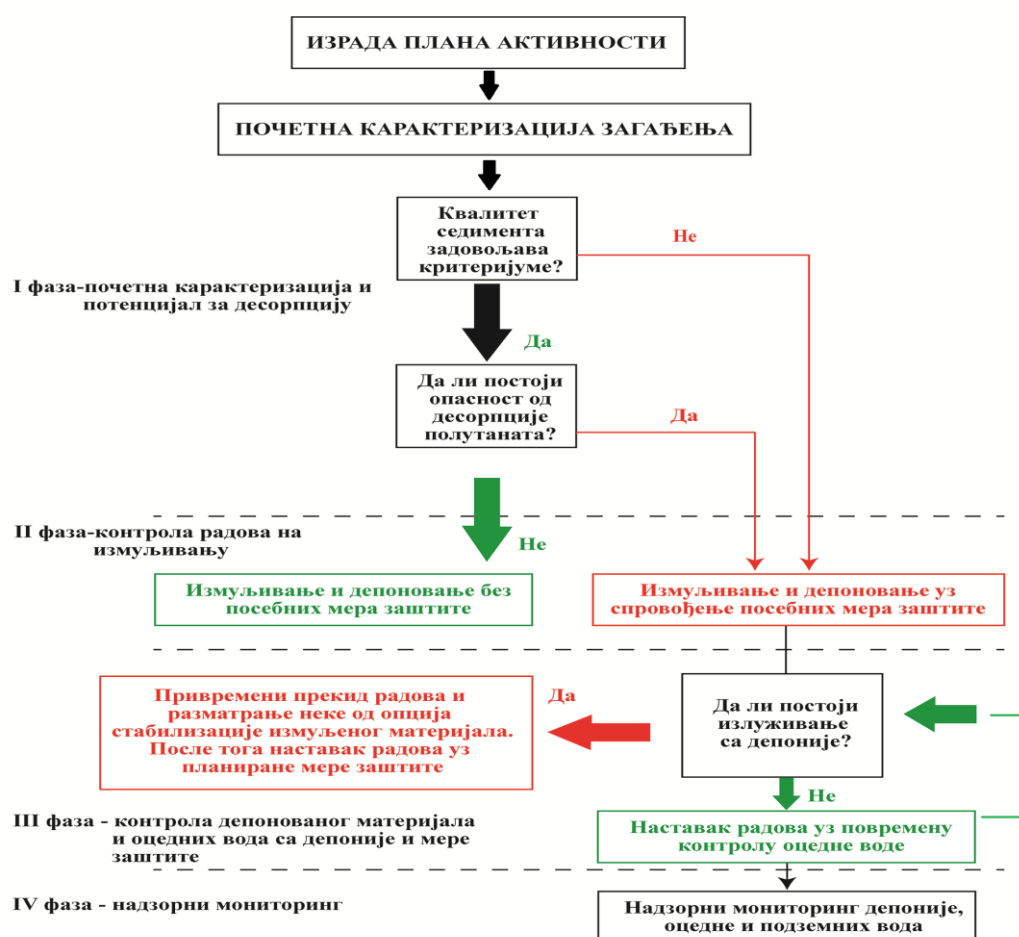 ИЗРАДА ПЛАНА АКТИВНОСТИ
ПОЧЕТНА КАРАКТЕРИЗАЦИЈА ЗАГАЂЕЊА
Квалитет
седимента
задовољава
критеријуме?
Не
I фаза-почетна карактеризација и
потенцијал за десорпцију
Да
Да ли постоји
опасност од
десорпције
полутаната?
Да
II фаза-контрола радова на
измуљивању
Не
Измуљивање и депоновање без
посебних мера заштите
Измуљивање и депоновање уз
спровођење посебних мера заштите
Привремени прекид радова и
разматрање неке од опција
стабилизације измуљеног материјала.
После тога наставак радова уз
планиране мере заштите
Да
Да ли постоји
излуживање
са депоније?
Не
III фаза - контрола депонованог материјала
и оцедних вода са депоније и мере
заштите
Наставак радова уз повремену
контролу оцедне воде
IV фаза - надзорни мониторинг
Надзорни мониторинг депоније,
оцедне и подземних вода